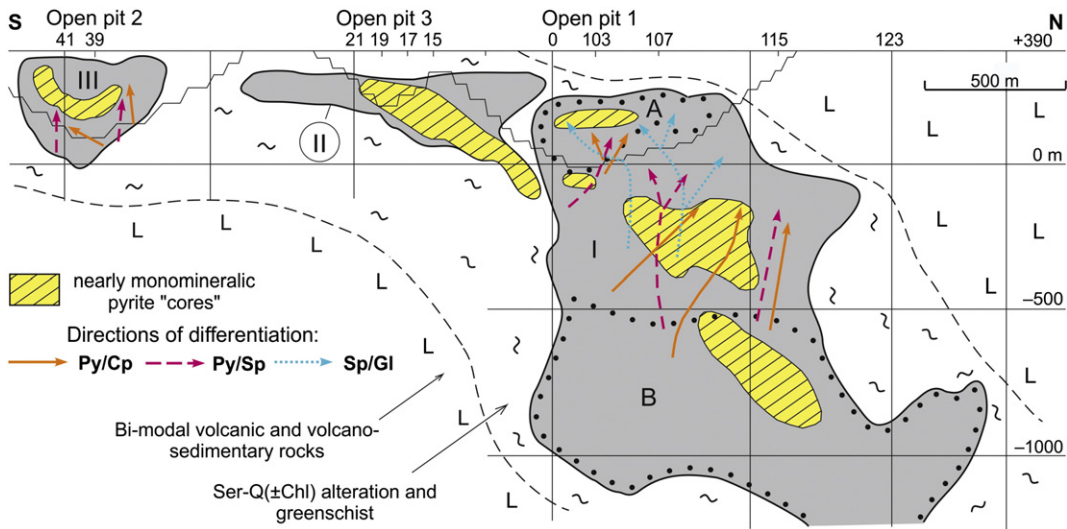 S Open pit 2 Open pit 3 Open pit 1 N
41 39 21 19 17 15 0 103 107 115 123 +390
500 m
III
II
A
L L
L
0 m
L
L
L L
I
L
L
nearly monomineralic
pyrite "cores"
–500
Directions of differentiation:
Py/Cp Py/Sp Sp/Gl
L
L
L
B
Bi-modal volcanic and volcano-
sedimentary rocks
–1000
Ser-Q(±Chl) alteration and
greenschist
L
L